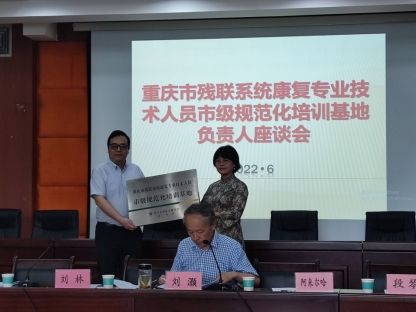 重庆市残联系统康复专业技
术人员市级规范化培训基地
负责人座谈会
2022·6
市级规范化培训基地
刘林
刘灏
阿来右哈
段琴